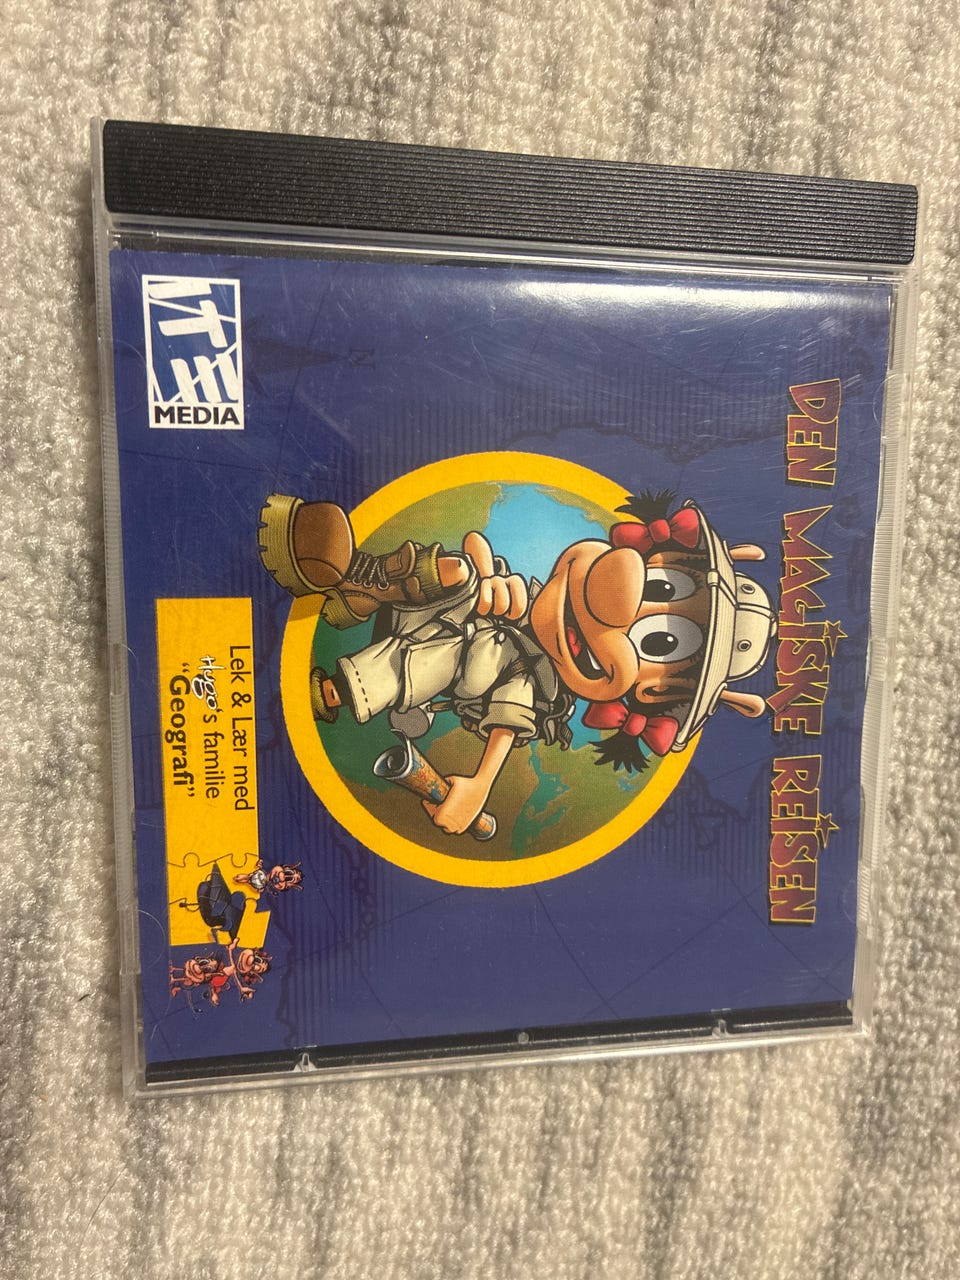 DEN MAGISKE REISEN
N
Lek & Lær med
Hugo's familie
"Geografi"
ITE
MEDIA